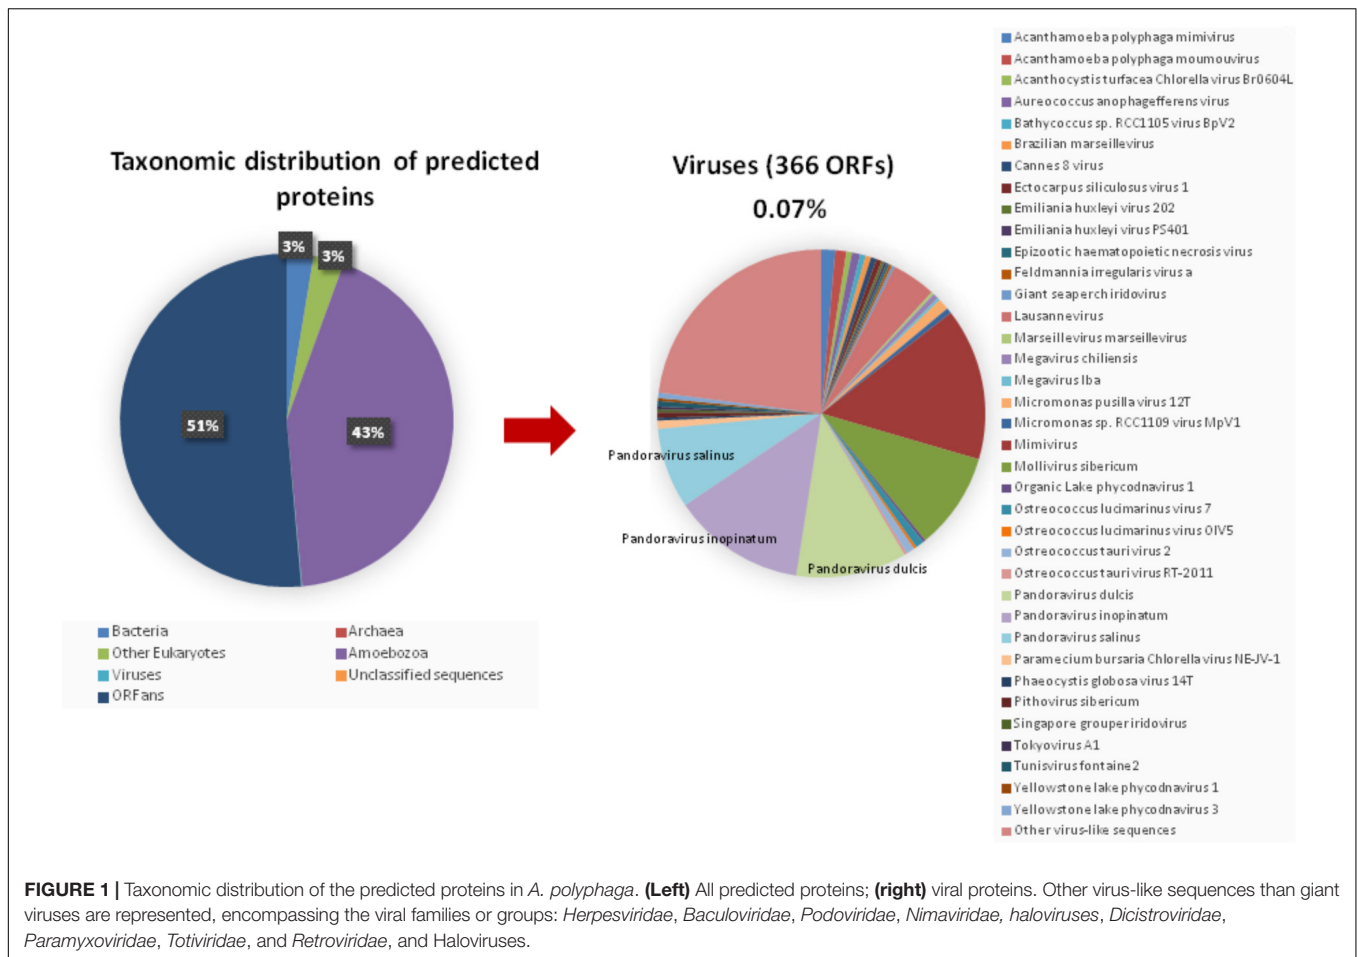 Taxonomic distribution of predicted
proteins
3%
3%
51%
43%
Bacteria
Archaea
Other Eukaryotes
Amoebozoa
Viruses
Unclassified sequences
ORFans
Viruses (366 ORFs)
0.07%
Pandoravirus salinus
Pandoravirus inopinatum
Pandoravirus dulcis
Acanthamoeba polyphaga mimivirus
Acanthamoeba polyphaga moumouvirus
Acanthocystis turfacea Chlorella virus Br0604L
Aureococcus anophagefferens virus
Bathycoccus sp. RCC1105 virus BpV2
Brazilian marseillevirus
Cannes 8 virus
Ectocarpus siliculosus virus 1
Emiliania huxleyi virus 202
Emiliania huxleyi virus PS401
Epizootic haematopoietic necrosis virus
Feldmannia irregularis virus a
Giant seaperch iridovirus
Lausannevirus
Marseillevirus marseillevirus
Megavirus chiliensis
Megavirus lba
Micromonas pusilla virus 12T
Micromonas sp. RCC1109 virus MpV1
Mimivirus
Mollivirus sibericum
Organic Lake phycodnavirus 1
Ostreococcus lucimarinus virus 7
Ostreococcus lucimarinus virus OlV5
Ostreococcus tauri virus 2
Ostreococcus tauri virus RT-2011
Pandoravirus dulcis
Pandoravirus inopinatum
Pandoravirus salinus
Paramecium bursaria Chlorella virus NE-JV-1
Phaeocystis globosa virus 14T
Pithovirus sibericum
Singapore grouper iridovirus
Tokyovirus A1
Tunisvirus fontaine2
Yellowstone lake phycodnavirus 1
Yellowstone lake phycodnavirus 3
Other virus-like sequences
FIGURE 1 | Taxonomic distribution of the predicted proteins in A. polyphaga. (Left) All predicted proteins; (right) viral proteins. Other virus-like sequences than giant
viruses are represented, encompassing the viral families or groups: Herpesviridae, Baculoviridae, Podoviridae, Nimaviridae, haloviruses, Dicistroviridae,
Paramyxoviridae, Totiviridae, and Retroviridae, and Haloviruses.